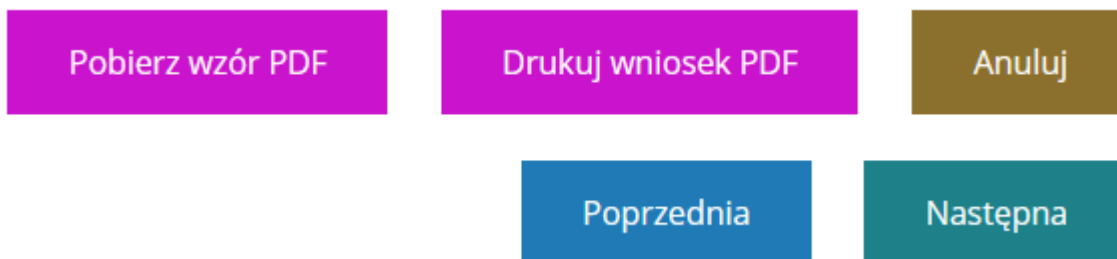 Pobierz wzór PDF
Drukuj wniosek PDF
Anuluj
Poprzednia
Następna